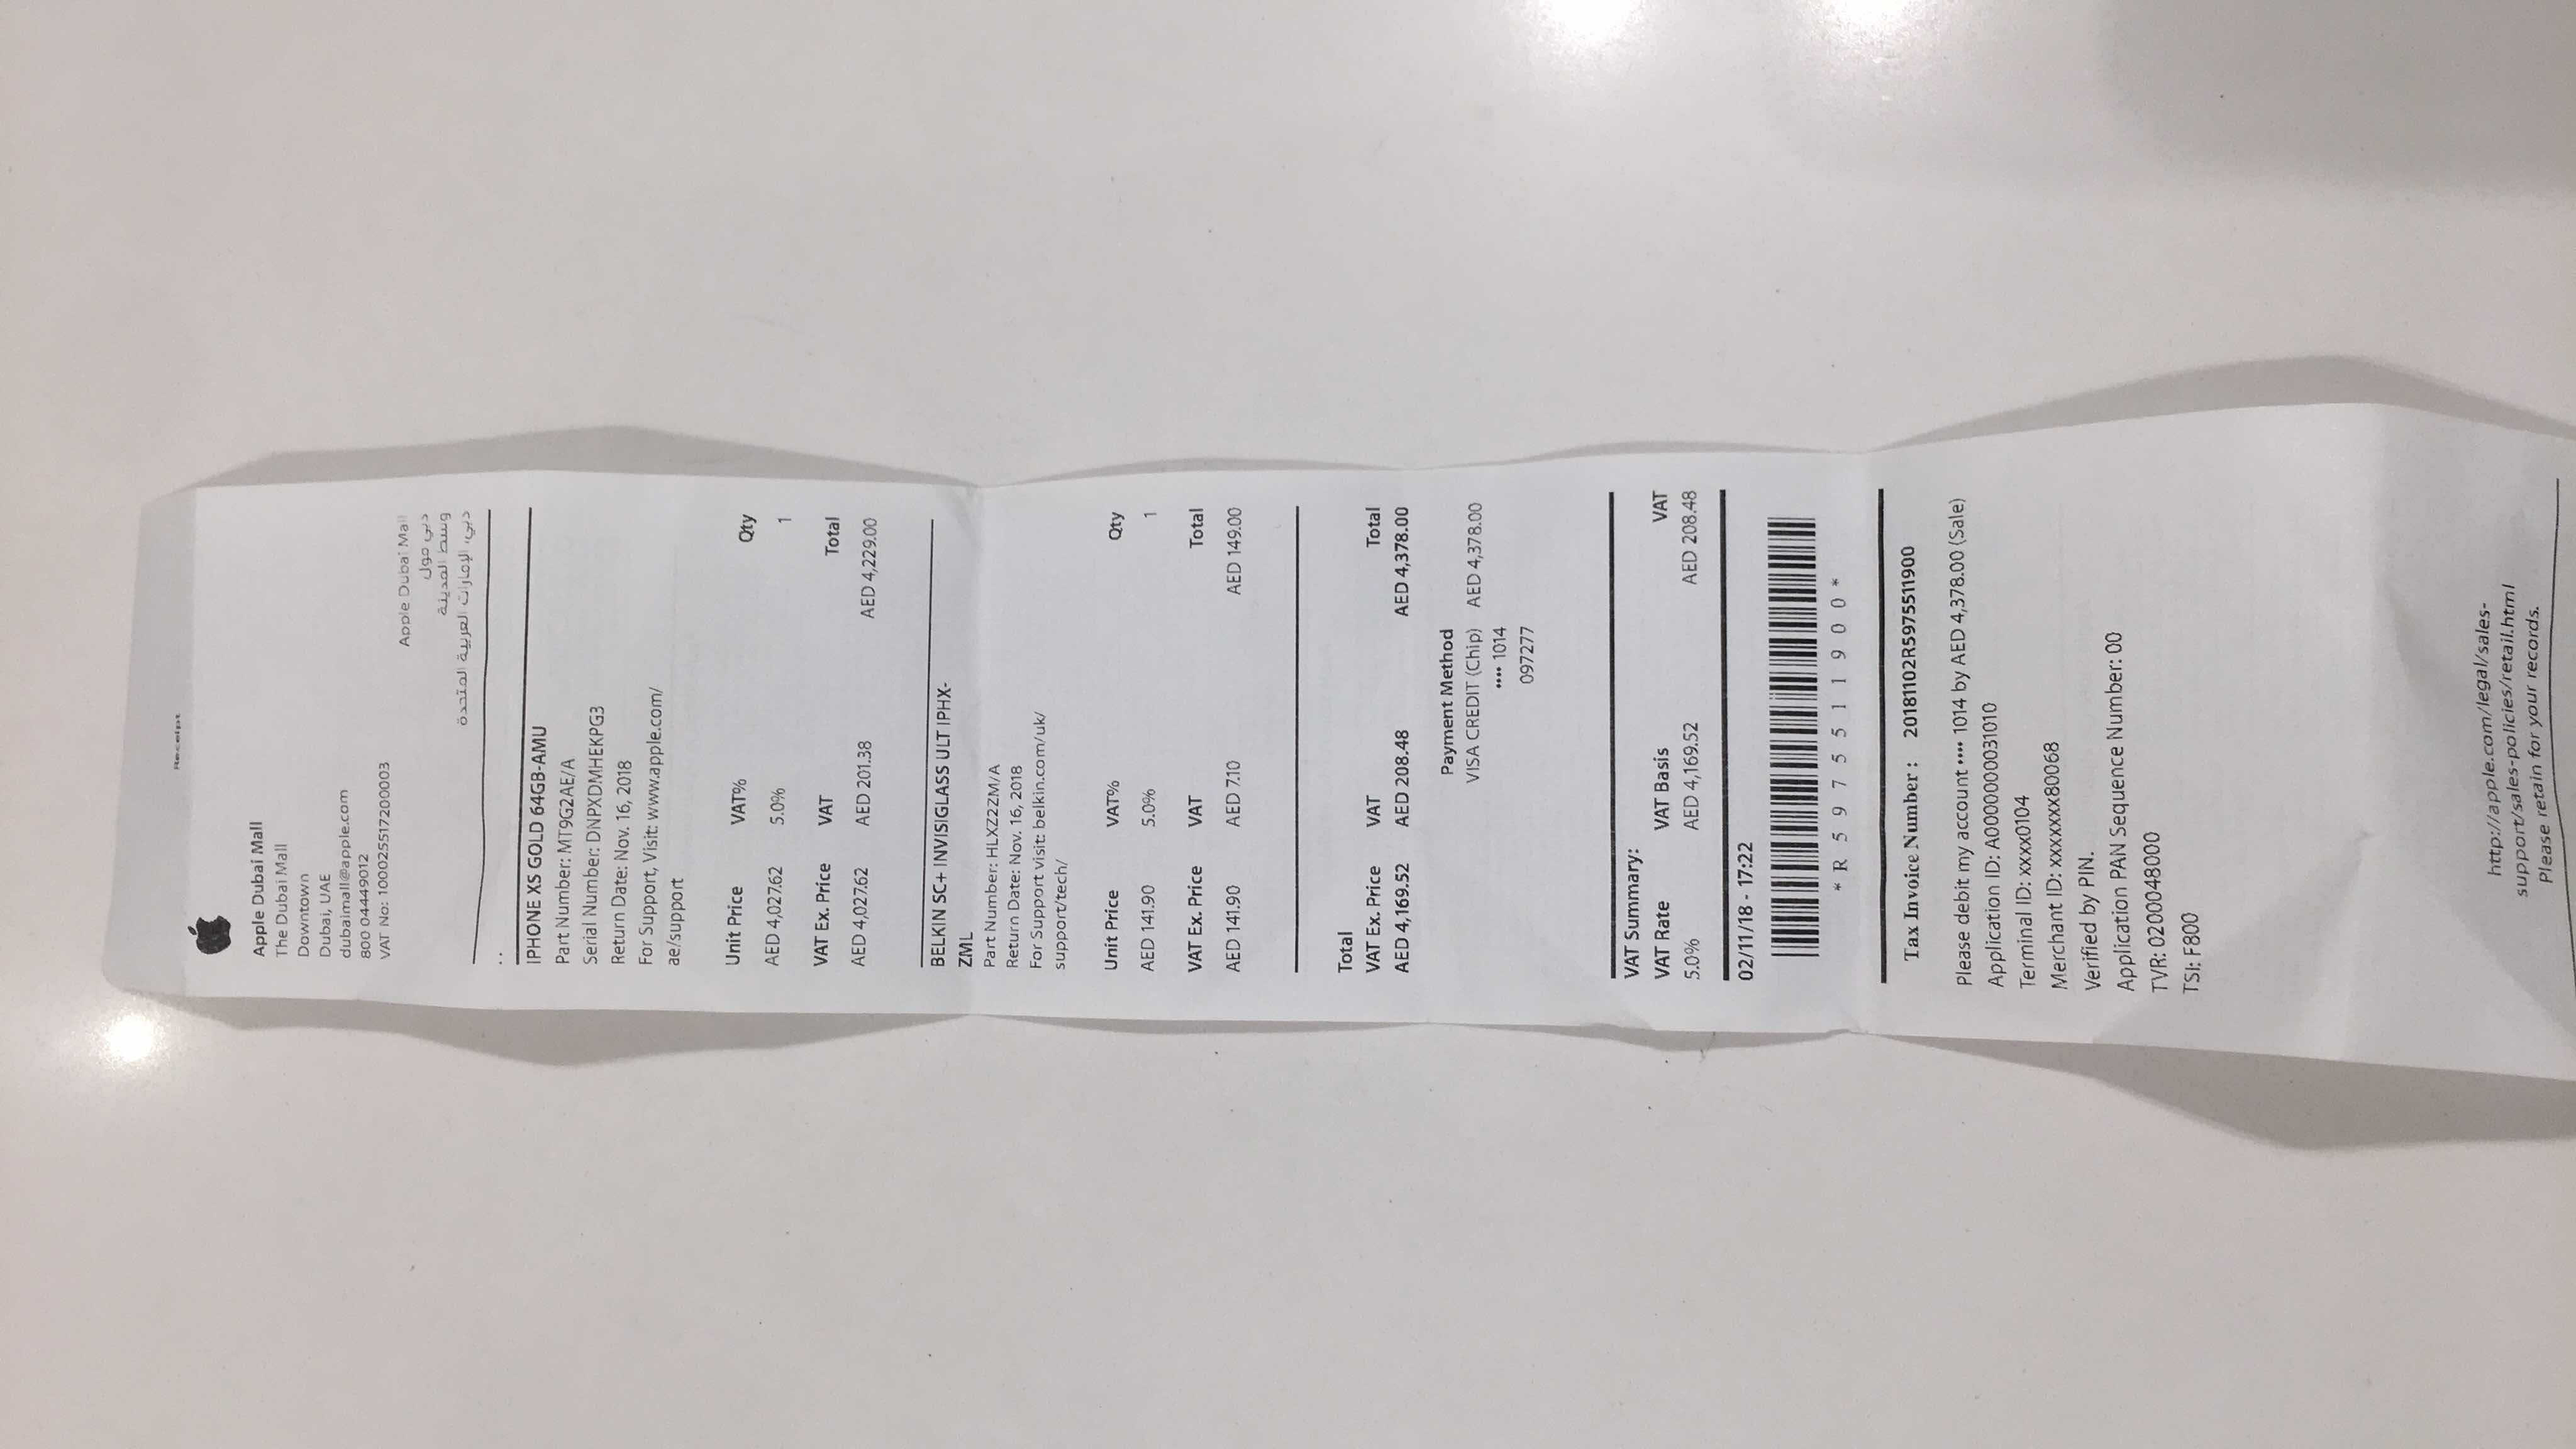 Receipt
Apple Dubai Mall
The Dubai Mall
Downtown
Dubai, UAE
dubaimall@apple.com
800 04449012
VAT No: 100025517200003
Apple Dubai Mall
دبي مول
وسط المدينة
دبي، الإمارات العربية المتحدة
..
IPHONE XS GOLD 64GB-AMU
Part Number: MT9G2AE/A
Serial Number: DNPXDMHEKPG3
Return Date: Nov. 16, 2018
For Support, Visit: www.apple.com/
ae/support
Unit Price VAT% Qty
AED 4,027.62 5.0% 1
VAT Ex. Price VAT Total
AED 4,027.62 AED 201.38 AED 4,229.00
BELKIN SC+ INVISIGLASS ULT IPHX-
ZML
Part Number: HLXZ2ZM/A
Return Date: Nov. 16, 2018
For Support visit: belkin.com/uk/
support/tech/
Unit Price VAT% Qty
AED 141.90 5.0% 1
VAT Ex. Price VAT Total
AED 141.90 AED 7.10 AED 149.00
Total
VAT Ex. Price VAT Total
AED 4,169.52 AED 208.48 AED 4,378.00
Payment Method
VISA CREDIT (Chip) AED 4,378.00
•••• 1014
097277
VAT Summary:
VAT Rate VAT Basis VAT
5.0% AED 4,169.52 AED 208.48
02/11/18 - 17:22
*R5975511900*
Tax Invoice Number : 20181102R5975511900
Please debit my account •••• 1014 by AED 4,378.00 (Sale)
Application ID: A0000000031010
Terminal ID: xxxx0104
Merchant ID: xxxxxxx80068
Verified by PIN.
Application PAN Sequence Number: 00
TVR: 0200048000
TSI: F800
http://apple.com/legal/sales-
support/sales-policies/retail.html
Please retain for your records.